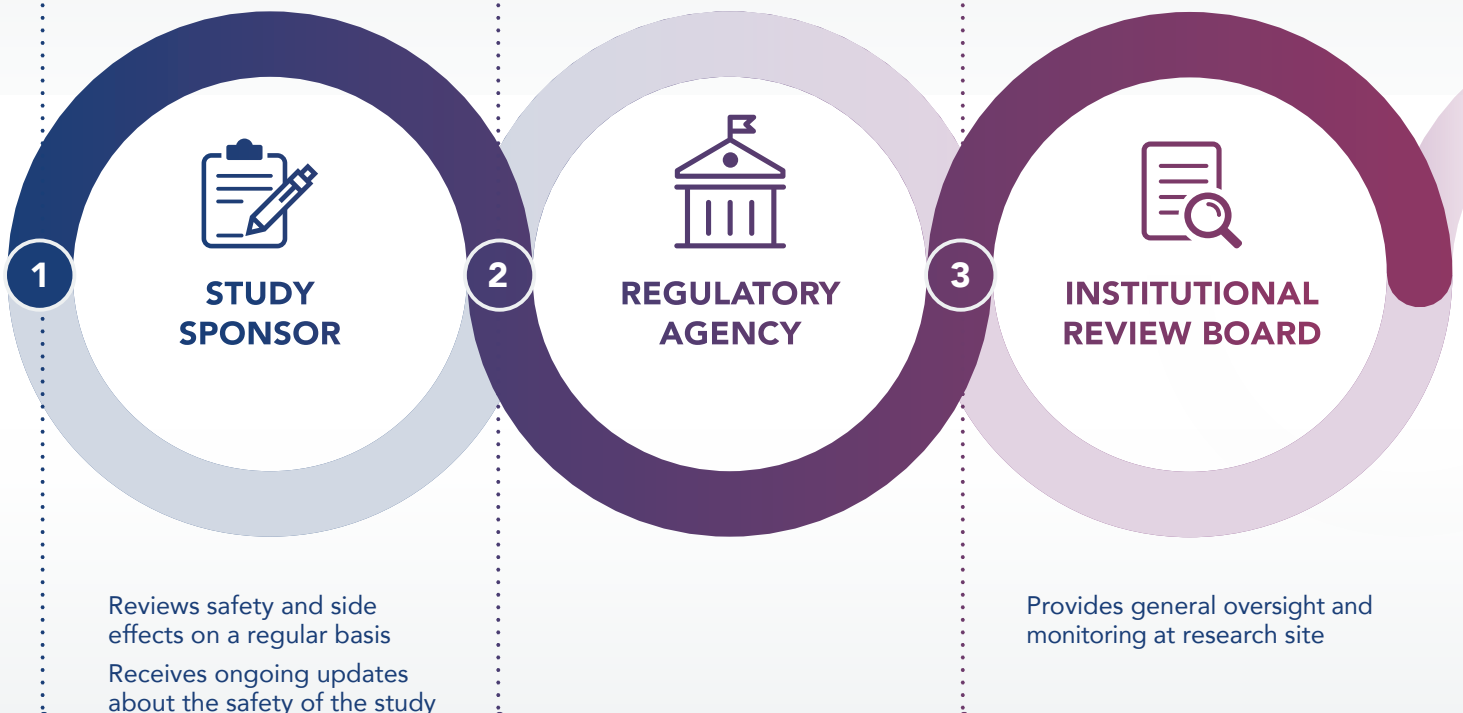 1
STUDY
SPONSOR
Reviews safety and side
effects on a regular basis
Receives ongoing updates
about the safety of the study
2
REGULATORY
AGENCY
3
INSTITUTIONAL
REVIEW BOARD
Provides general oversight and
monitoring at research site